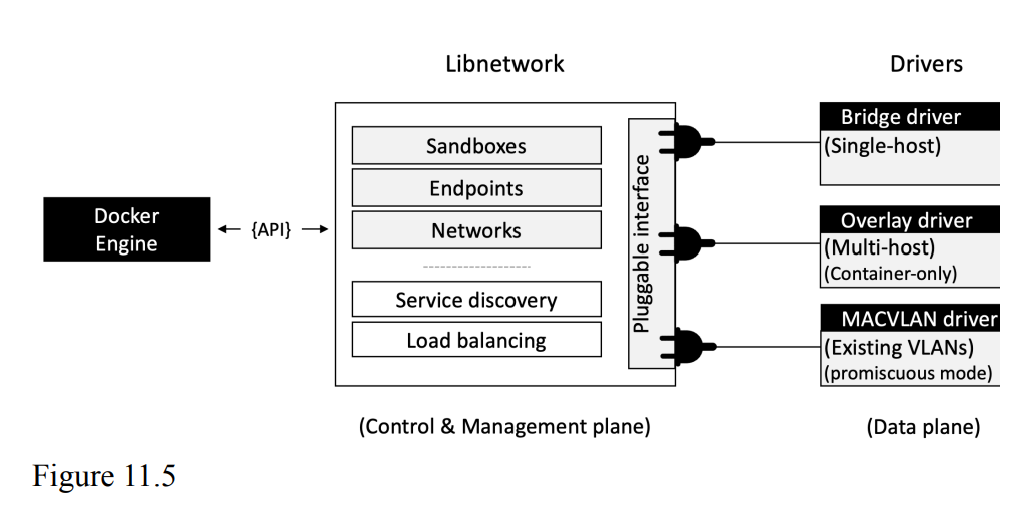 Libnetwork
Drivers
Docker
Engine
{API}
Sandboxes
Endpoints
Networks
Service discovery
Load balancing
Pluggable interface
Bridge driver
(Single-host)
Overlay driver
(Multi-host)
(Container-only)
MACVLAN driver
(Existing VLANs)
(promiscuous mode)
(Control & Management plane)
(Data plane)
Figure 11.5